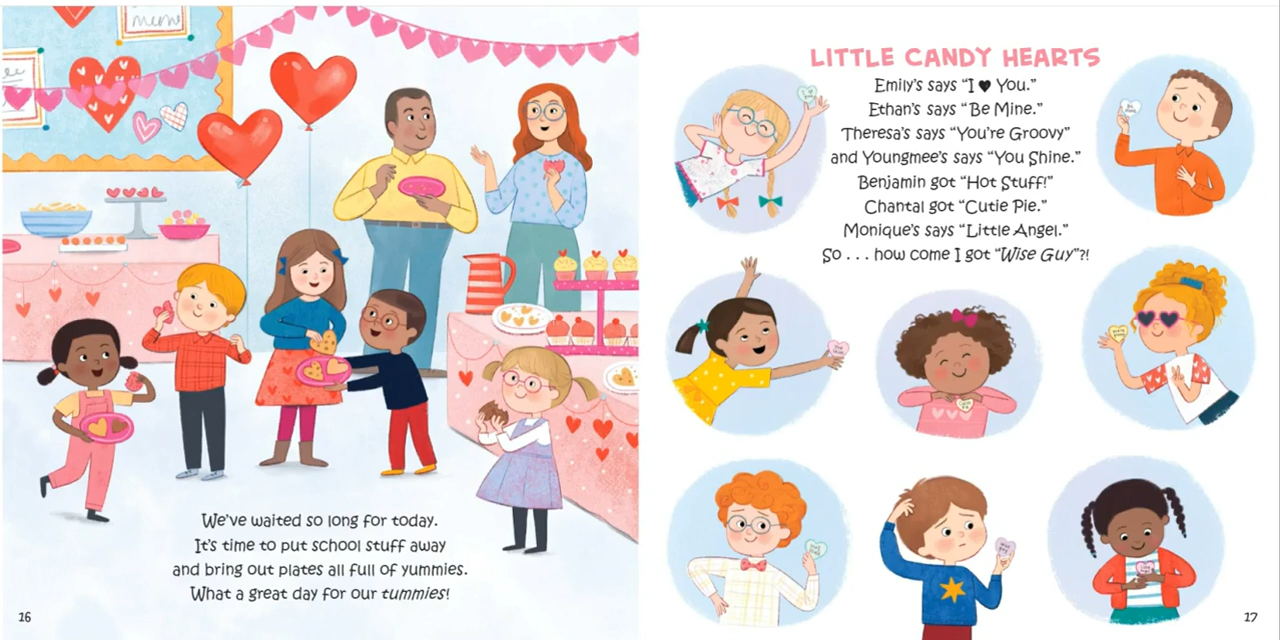 We've waited so long for today.
It's time to put school stuff away
and bring out plates all full of yummies.
What a great day for our tummies!
16
LITTLE CANDY HEARTS
Emily's says "I ♥ You."
Ethan's says "Be Mine."
Theresa's says "You're Groovy"
and Youngmee's says "You Shine."
Benjamin got "Hot Stuff!"
Chantal got "Cutie Pie."
Monique's says "Little Angel."
So . . . how come I got "Wise Guy"?!
17